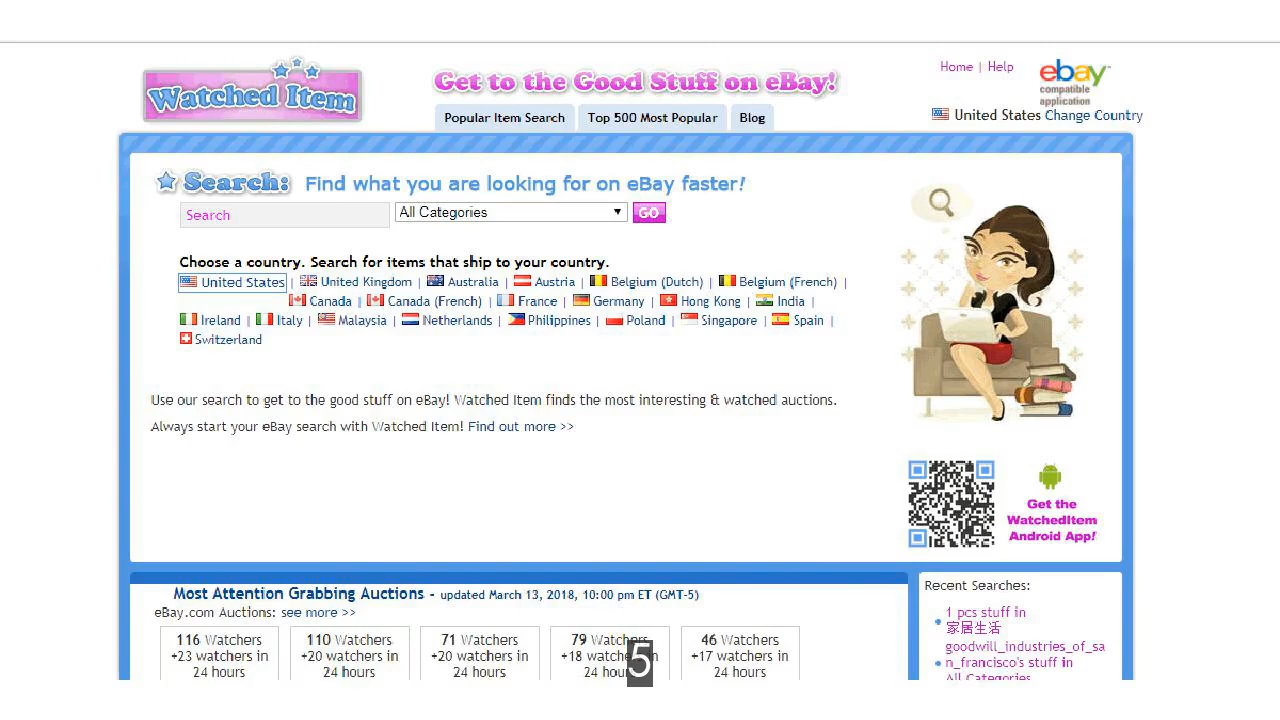 Home | Help
ebay
compatible
application
Watched Item
Get to the Good Stuff on eBay!
United States Change Country
Popular Item Search
Top 500 Most Popular
Blog
Search: Find what you are looking for on eBay faster!
Search
All Categories
GO
Choose a country. Search for items that ship to your country.
United States | United Kingdom | Australia | Austria | Belgium (Dutch) | Belgium (French) |
Canada | Canada (French) | France | Germany | Hong Kong | India |
Ireland | Italy | Malaysia | Netherlands | Philippines | Poland | Singapore | Spain |
Switzerland
Use our search to get to the good stuff on eBay! Watched Item finds the most interesting & watched auctions.
Always start your eBay search with Watched Item! Find out more >>
Get the
WatchedItem
Android App!
Most Attention Grabbing Auctions - updated March 13, 2018, 10:00 pm ET (GMT-5)
eBay.com Auctions: see more >>
116 Watchers
+23 watchers in
24 hours
110 Watchers
+20 watchers in
24 hours
71 Watchers
+20 watchers in
24 hours
79 Watchers
+18 watchers in
24 hours
46 Watchers
+17 watchers in
24 hours
5
Recent Searches:
1 pcs stuff in
家居生活
goodwill_industries_of_sa
n_francisco's stuff in
All Categories